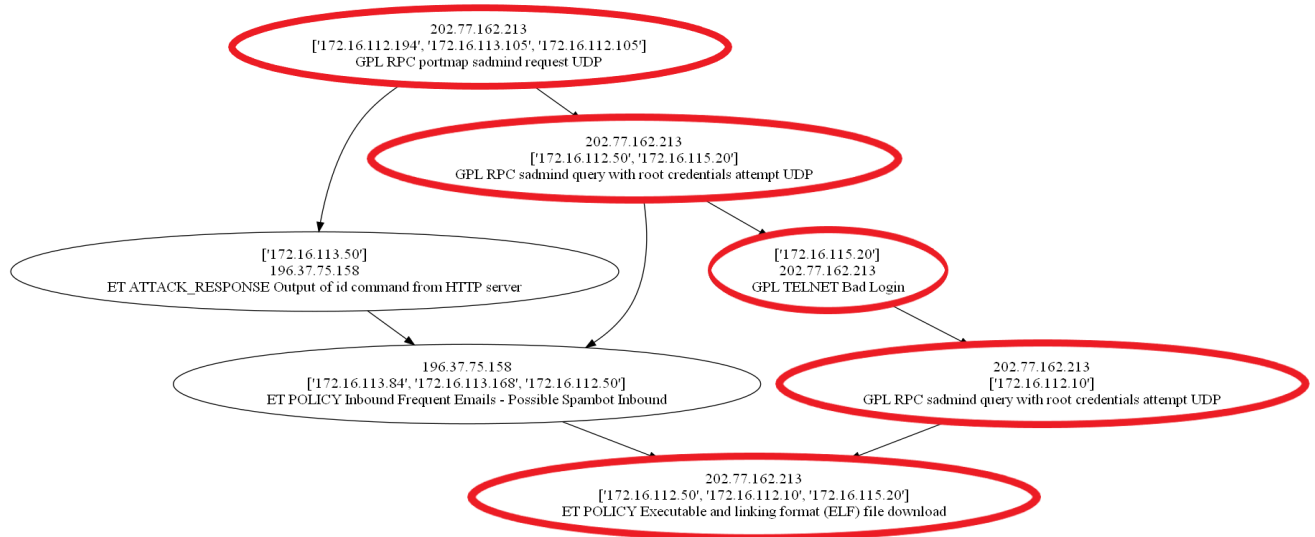 202.77.162.213
['172.16.112.194', '172.16.113.105', '172.16.112.105']
GPL RPC portmap sadmind request UDP
202.77.162.213
['172.16.112.50', '172.16.115.20']
GPL RPC sadmind query with root credentials attempt UDP
['172.16.113.50']
196.37.75.158
ET ATTACK_RESPONSE Output of id command from HTTP server
['172.16.115.20']
202.77.162.213
GPL TELNET Bad Login
196.37.75.158
['172.16.113.84', '172.16.113.168', '172.16.112.50']
ET POLICY Inbound Frequent Emails - Possible Spambot Inbound
202.77.162.213
['172.16.112.10']
GPL RPC sadmind query with root credentials attempt UDP
202.77.162.213
['172.16.112.50', '172.16.112.10', '172.16.115.20']
ET POLICY Executable and linking format (ELF) file download